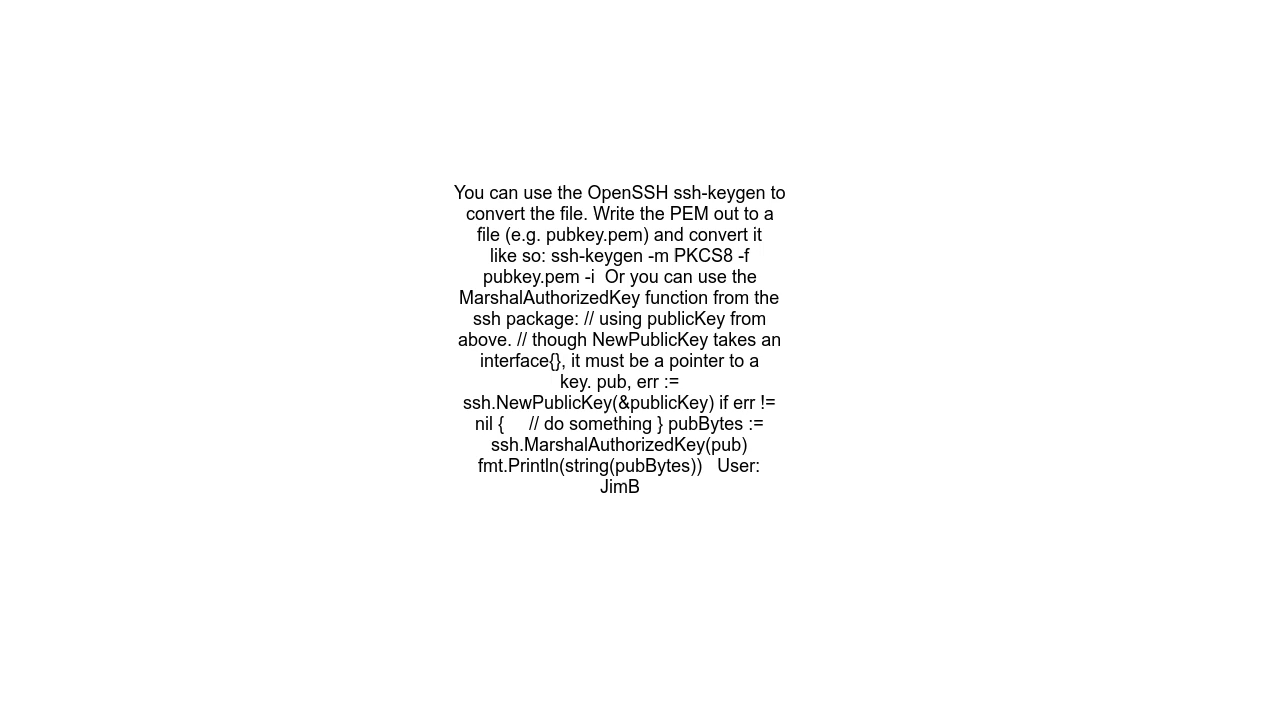 You can use the OpenSSH ssh-keygen to
convert the file. Write the PEM out to a
file (e.g. pubkey.pem) and convert it
like so: ssh-keygen -m PKCS8 -f
pubkey.pem -i  Or you can use the
MarshalAuthorizedKey function from the
ssh package: // using publicKey from
above. // though NewPublicKey takes an
interface{}, it must be a pointer to a
key. pub, err :=
ssh.NewPublicKey(&publicKey) if err !=
nil {     // do something } pubBytes :=
ssh.MarshalAuthorizedKey(pub)
fmt.Println(string(pubBytes))   User:
JimB